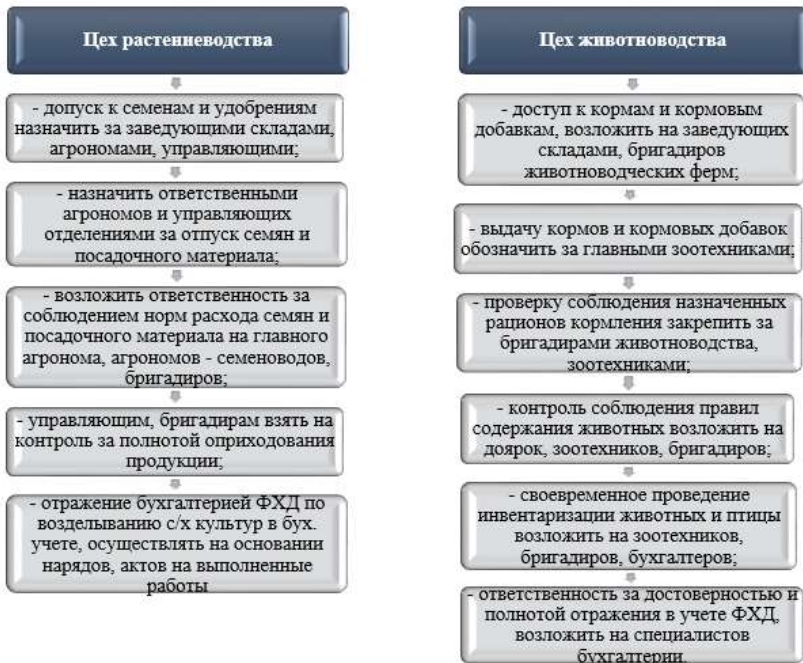 Цех растениеводства
- допуск к семенам и удобрениям
назначить за заведующими складами,
агрономами, управляющими;
- назначить ответственными
агрономов и управляющих
отделениями за отпуск семян и
посадочного материала;
- возложить ответственность за
соблюдением норм расхода семян и
посадочного материала на главного
агронома, агрономов - семеноводов,
бригадиров;
- управляющим, бригадирам взять на
контроль за полнотой оприходования
продукции;
- отражение бухгалтерией ФХД по
возделыванию с/х культур в бух.
учете, осуществлять на основании
нарядов, актов на выполненные
работы
Цех животноводства
- доступ к кормам и кормовым
добавкам, возложить на заведующих
складов, бригадиров
животноводческих ферм;
- выдачу кормов и кормовых добавок
обозначить за главными зоотехниками;
- проверку соблюдения назначенных
рационов кормления закрепить за
бригадирами животноводства,
зоотехниками;
- контроль соблюдения правил
содержания животных возложить на
доярок, зоотехников, бригадиров;
- своевременное проведение
инвентаризации животных и птицы
возложить на зоотехников,
бригадиров, бухгалтеров;
- ответственность за достоверностью и
полнотой отражения в учете ФХД,
возложить на специалистов
бухгалтерии.